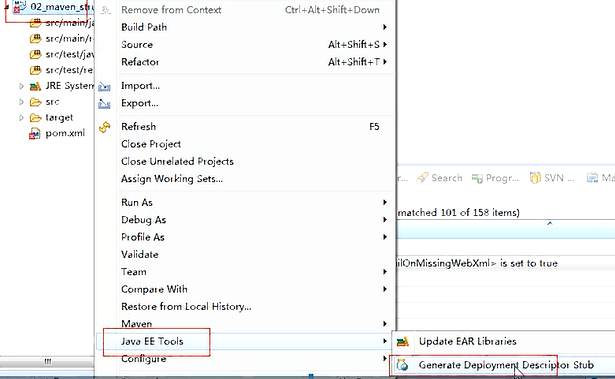 02_maven_stru
src/main/ja
src/main/re
src/test/jav
src/test/re
JRE System
src
target
pom.xml
Remove from Context Ctrl+Alt+Shift+Down
Build Path
Source Alt+Shift+S
Refactor Alt+Shift+T
Import...
Export...
Refresh F5
Close Project
Close Unrelated Projects
Assign Working Sets...
Run As
Debug As
Profile As
Validate
Team
Compare With
Restore from Local History...
Maven
Java EE Tools
Configure
Search Progr... SVN ... Ma
matched 101 of 158 items)
ilOnMissingWebXml> is set to true
Update EAR Libraries
Generate Deployment Descriptor Stub